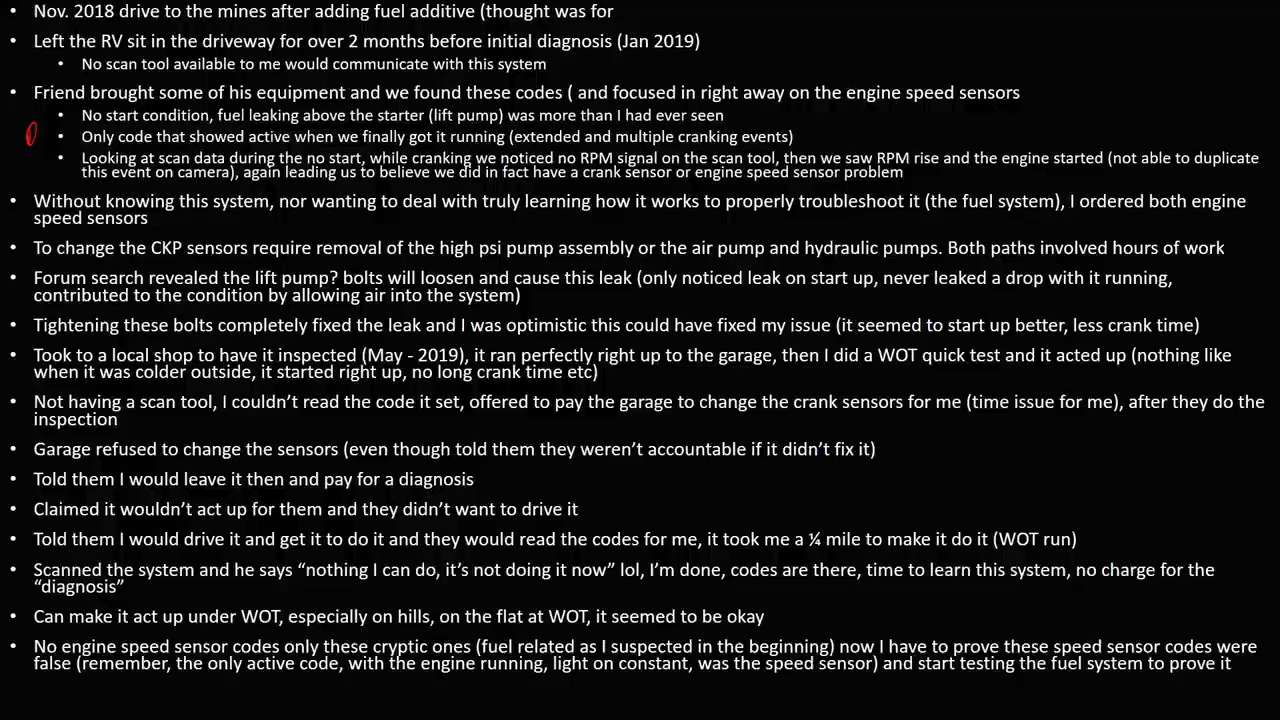 • Nov. 2018 drive to the mines after adding fuel additive (thought was for
• Left the RV sit in the driveway for over 2 months before initial diagnosis (Jan 2019)
• No scan tool available to me would communicate with this system
• Friend brought some of his equipment and we found these codes ( and focused in right away on the engine speed sensors
• No start condition, fuel leaking above the starter (lift pump) was more than I had ever seen
• Only code that showed active when we finally got it running (extended and multiple cranking events)
• Looking at scan data during the no start, while cranking we noticed no RPM signal on the scan tool, then we saw RPM rise and the engine started (not able to duplicate
this event on camera), again leading us to believe we did in fact have a crank sensor or engine speed sensor problem
• Without knowing this system, nor wanting to deal with truly learning how it works to properly troubleshoot it (the fuel system), I ordered both engine
speed sensors
• To change the CKP sensors require removal of the high psi pump assembly or the air pump and hydraulic pumps. Both paths involved hours of work
• Forum search revealed the lift pump? bolts will loosen and cause this leak (only noticed leak on start up, never leaked a drop with it running,
contributed to the condition by allowing air into the system)
• Tightening these bolts completely fixed the leak and I was optimistic this could have fixed my issue (it seemed to start up better, less crank time)
• Took to a local shop to have it inspected (May - 2019), it ran perfectly right up to the garage, then I did a WOT quick test and it acted up (nothing like
when it was colder outside, it started right up, no long crank time etc)
• Not having a scan tool, I couldn’t read the code it set, offered to pay the garage to change the crank sensors for me (time issue for me), after they do the
inspection
• Garage refused to change the sensors (even though told them they weren’t accountable if it didn’t fix it)
• Told them I would leave it then and pay for a diagnosis
• Claimed it wouldn’t act up for them and they didn’t want to drive it
• Told them I would drive it and get it to do it and they would read the codes for me, it took me a ¼ mile to make it do it (WOT run)
• Scanned the system and he says “nothing I can do, it’s not doing it now” lol, I’m done, codes are there, time to learn this system, no charge for the
“diagnosis”
• Can make it act up under WOT, especially on hills, on the flat at WOT, it seemed to be okay
• No engine speed sensor codes only these cryptic ones (fuel related as I suspected in the beginning) now I have to prove these speed sensor codes were
false (remember, the only active code, with the engine running, light on constant, was the speed sensor) and start testing the fuel system to prove it